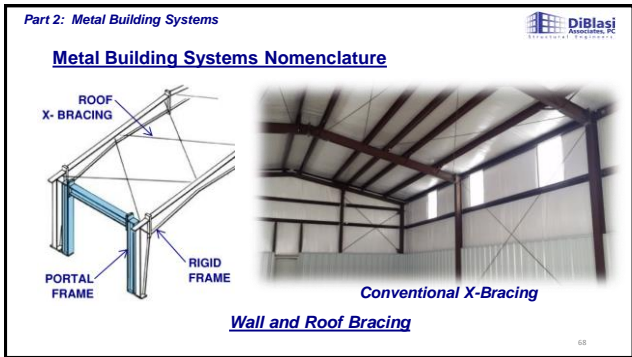 Part 2: Metal Building Systems
DiBlasi
Associates, PC
Structural Engineers
Metal Building Systems Nomenclature
ROOF
X- BRACING
RIGID
FRAME
PORTAL
FRAME
Conventional X-Bracing
Wall and Roof Bracing
68